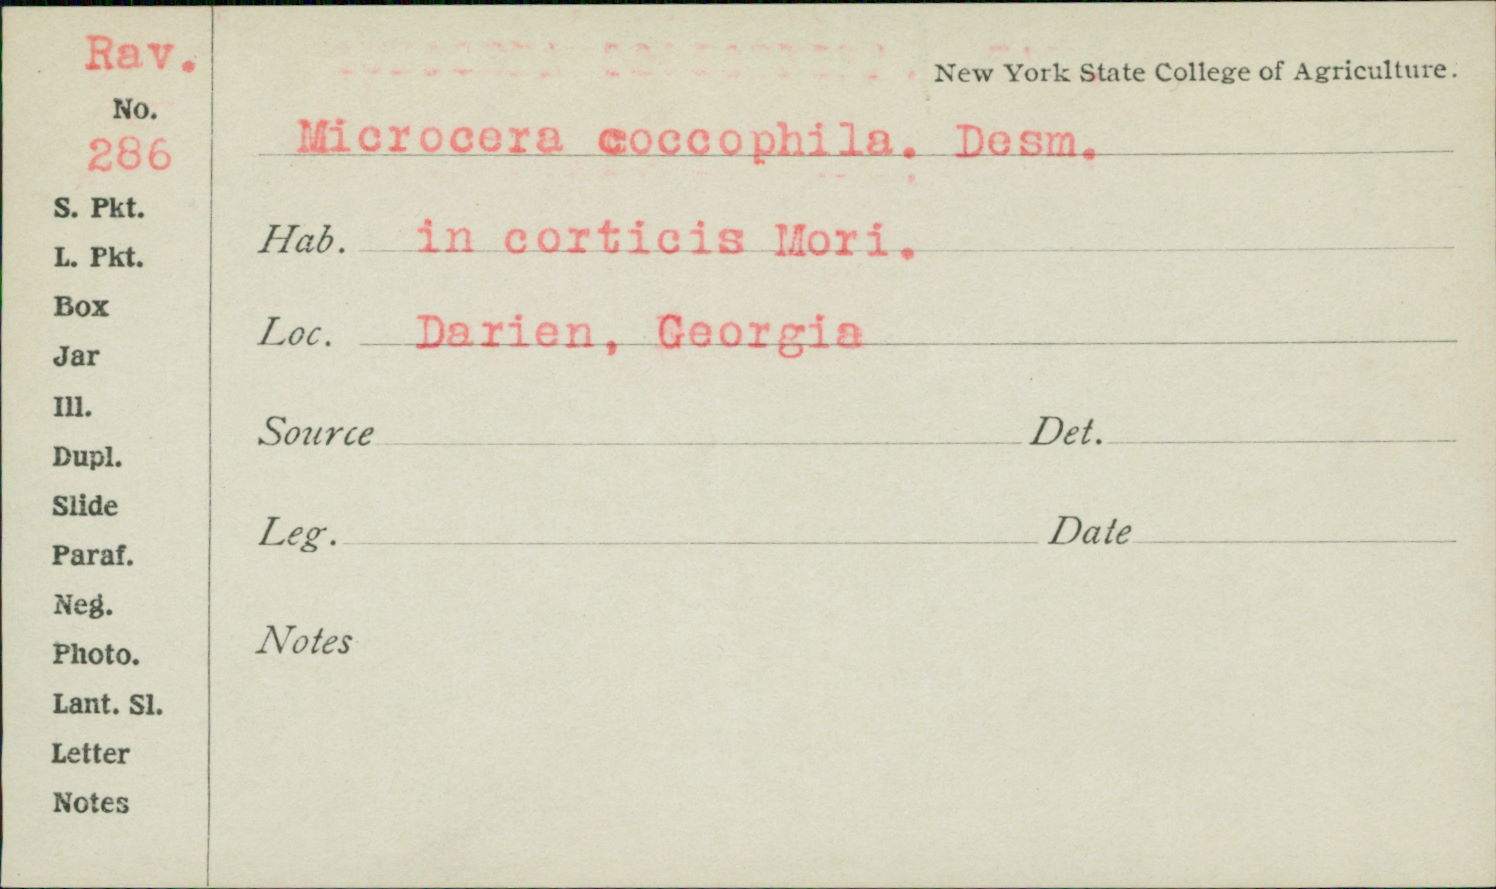 Rav.
No.
286
S. Pkt.
L. Pkt.
Box
Jar
Ill.
Dupl.
Slide
Paraf.
Neg.
Photo.
Lant. Sl.
Letter
Notes
New York State College of Agriculture.
Microcera coccophila. Desm.
Hab. in corticis Mori.
Loc. Darien, Georgia
Source Det.
Leg. Date
Notes